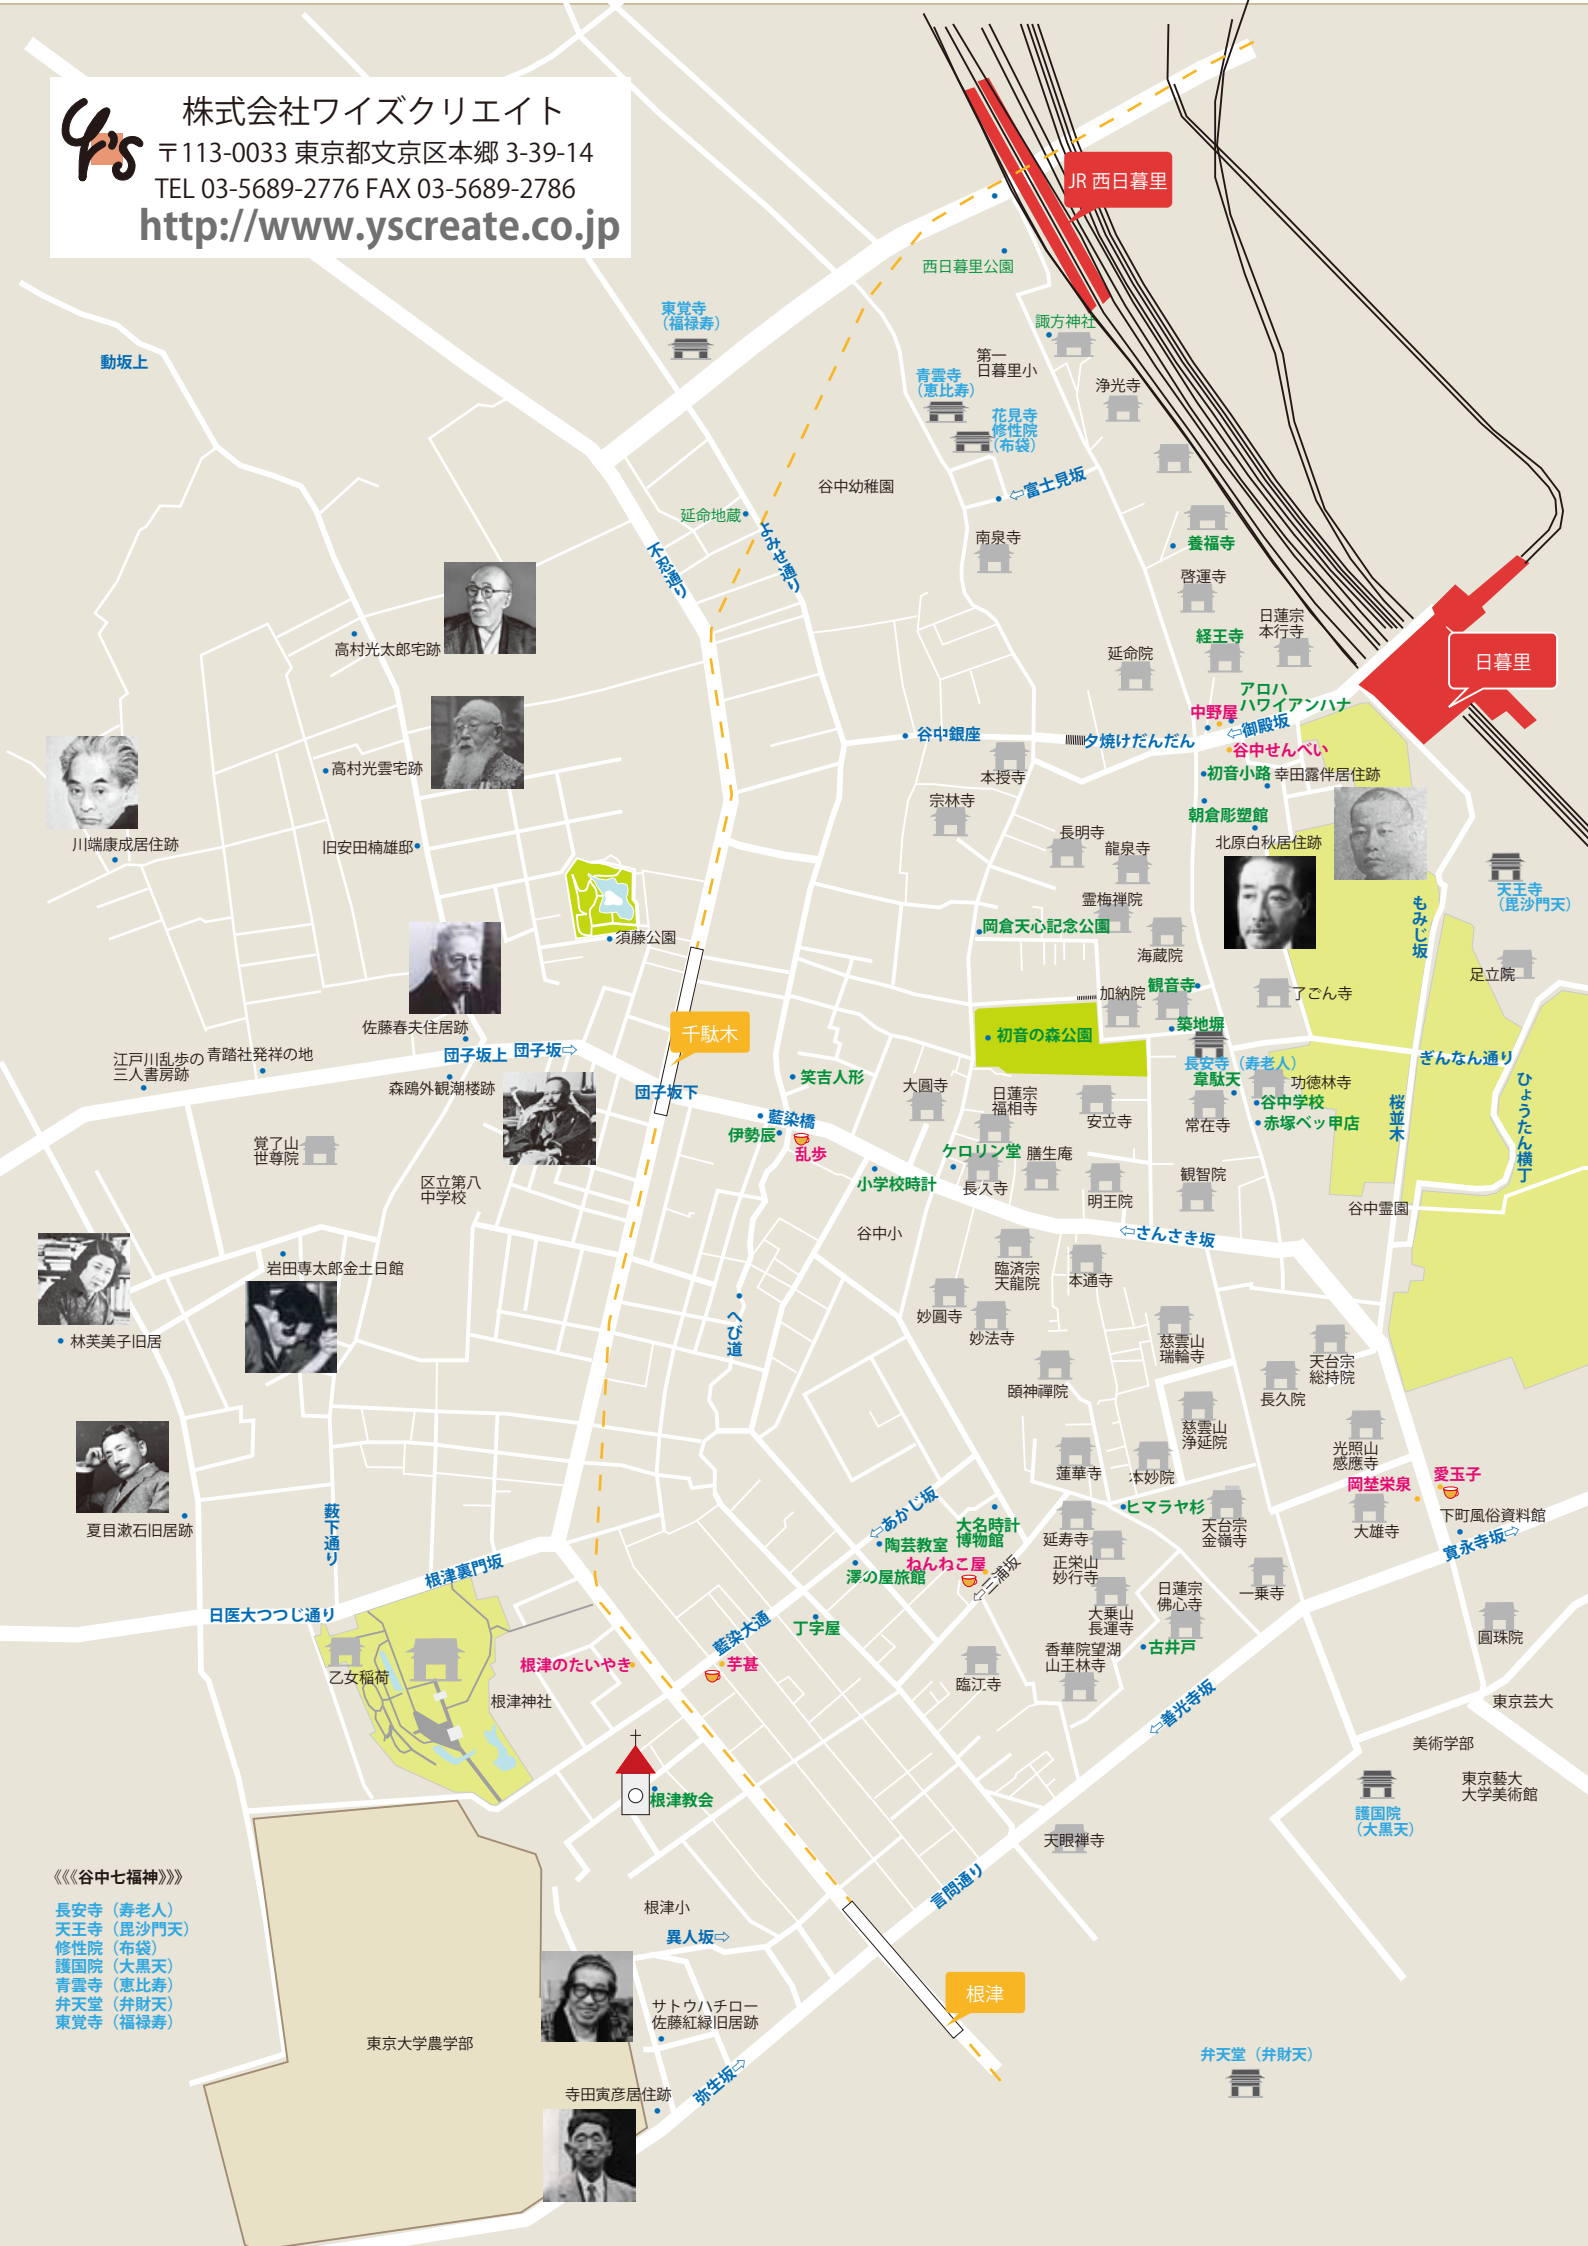 株式会社ワイズクリエイト
〒113-0033 東京都文京区本郷 3-39-14
TEL 03-5689-2776 FAX 03-5689-2786
http://www.yscreate.co.jp
Y's
JR 西日暮里
西日暮里公園
東覚寺
（福禄寿）
諏方神社
動坂上
第一
日暮里小
青雲寺
（恵比寿）
浄光寺
花見寺
修性院
（布袋）
谷中幼稚園
⇦富士見坂
延命地蔵
よみせ通り
不忍通り
南泉寺
養福寺
啓運寺
日蓮宗
本行寺
経王寺
高村光太郎宅跡
延命院
日暮里
アロハ
ハワイアンハナ
中野屋
⇦御殿坂
谷中銀座
夕焼けだんだん
谷中せんべい
高村光雲宅跡
本授寺
初音小路
幸田露伴居住跡
宗林寺
朝倉彫塑館
川端康成居住跡
旧安田楠雄邸
長明寺
龍泉寺
北原白秋居住跡
霊梅禅院
天王寺
（毘沙門天）
もみじ坂
岡倉天心記念公園
須藤公園
海蔵院
足立院
加納院
観音寺
了ごん寺
佐藤春夫住居跡
千駄木
初音の森公園
築地塀
団子坂上
団子坂⇨
江戸川乱歩の
三人書房跡
青踏社発祥の地
長安寺（寿老人）
ぎんなん通り
森鴎外観潮楼跡
団子坂下
笑吉人形
大圓寺
日蓮宗
福相寺
韋駄天
功徳林寺
ひょうたん横丁
桜並木
藍染橋
谷中学校
伊勢辰
安立寺
常在寺
赤塚ベッ甲店
覚了山
世尊院
乱歩
ケロリン堂
膳生庵
区立第八
中学校
小学校時計
長久寺
明王院
観智院
谷中霊園
谷中小
⇦さんさき坂
岩田専太郎金土日館
臨済宗
天龍院
本通寺
へび道
妙圓寺
妙法寺
林芙美子旧居
慈雲山
瑞輪寺
天台宗
総持院
頤神禪院
長久院
慈雲山
浄延院
光照山
感應寺
蓮華寺
本妙院
岡埜栄泉
愛玉子
⇦あかじ坂
ヒマラヤ杉
下町風俗資料館
夏目漱石旧居跡
薮下通り
大名時計
博物館
天台宗
金嶺寺
大雄寺
延寿寺
陶芸教室
寛永寺坂⇨
根津裏門坂
ねんねこ屋
⇦三浦坂
正栄山
妙行寺
澤の屋旅館
日蓮宗
佛心寺
一乗寺
日医大つつじ通り
丁字屋
藍染大通
大乗山
長運寺
圓珠院
香華院望湖
山王林寺
古井戸
根津のたいやき
芋甚
乙女稲荷
臨江寺
根津神社
⇦善光寺坂
東京芸大
美術学部
東京藝大
大学美術館
根津教会
護国院
（大黒天）
天眼禅寺
《《《谷中七福神》》》
言問通り
長安寺（寿老人）
天王寺（毘沙門天）
修性院（布袋）
護国院（大黒天）
青雲寺（恵比寿）
弁天堂（弁財天）
東覚寺（福禄寿）
根津小
異人坂⇨
根津
サトウハチロー
佐藤紅緑旧居跡
東京大学農学部
弁天堂（弁財天）
弥生坂⇨
寺田寅彦居住跡